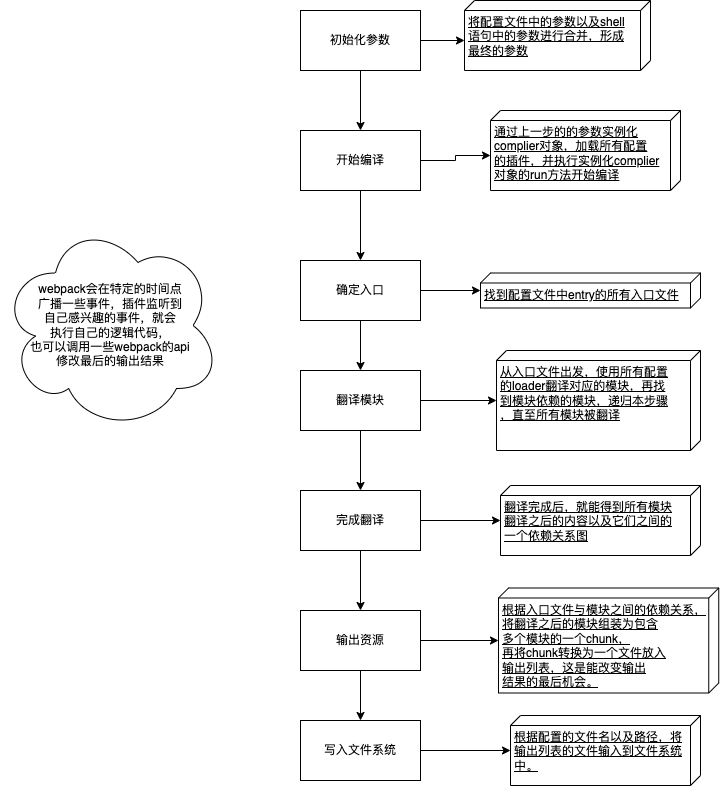 初始化参数
将配置文件中的参数以及shell
语句中的参数进行合并，形成
最终的参数
开始编译
通过上一步的的参数实例化
complier对象，加载所有配置
的插件，并执行实例化complier
对象的run方法开始编译
webpack会在特定的时间点
广播一些事件，插件监听到
自己感兴趣的事件，就会
执行自己的逻辑代码，
也可以调用一些webpack的api
修改最后的输出结果
确定入口
找到配置文件中entry的所有入口文件
翻译模块
从入口文件出发，使用所有配置
的loader翻译对应的模块，再找
到模块依赖的模块，递归本步骤
，直至所有模块被翻译
完成翻译
翻译完成后，就能得到所有模块
翻译之后的内容以及它们之间的
一个依赖关系图
输出资源
根据入口文件与模块之间的依赖关系，
将翻译之后的模块组装为包含
多个模块的一个chunk，
再将chunk转换为一个文件放入
输出列表，这是能改变输出
结果的最后机会。
写入文件系统
根据配置的文件名以及路径，将
输出列表的文件输入到文件系统
中。